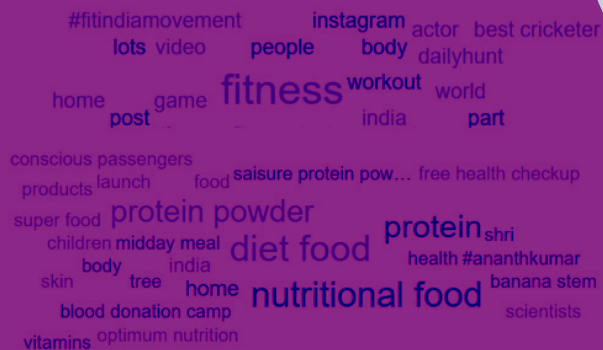 #fitindiamovement instagram actor best cricketer
lots video people body dailyhunt
fitness workout world
home game
post india part
conscious passengers
products launch food saisure protein pow... free health checkup
super food protein powder protein shri
children midday meal diet food health #ananthkumar
body india
skin tree home nutritional food banana stem
blood donation camp scientists
vitamins optimum nutrition